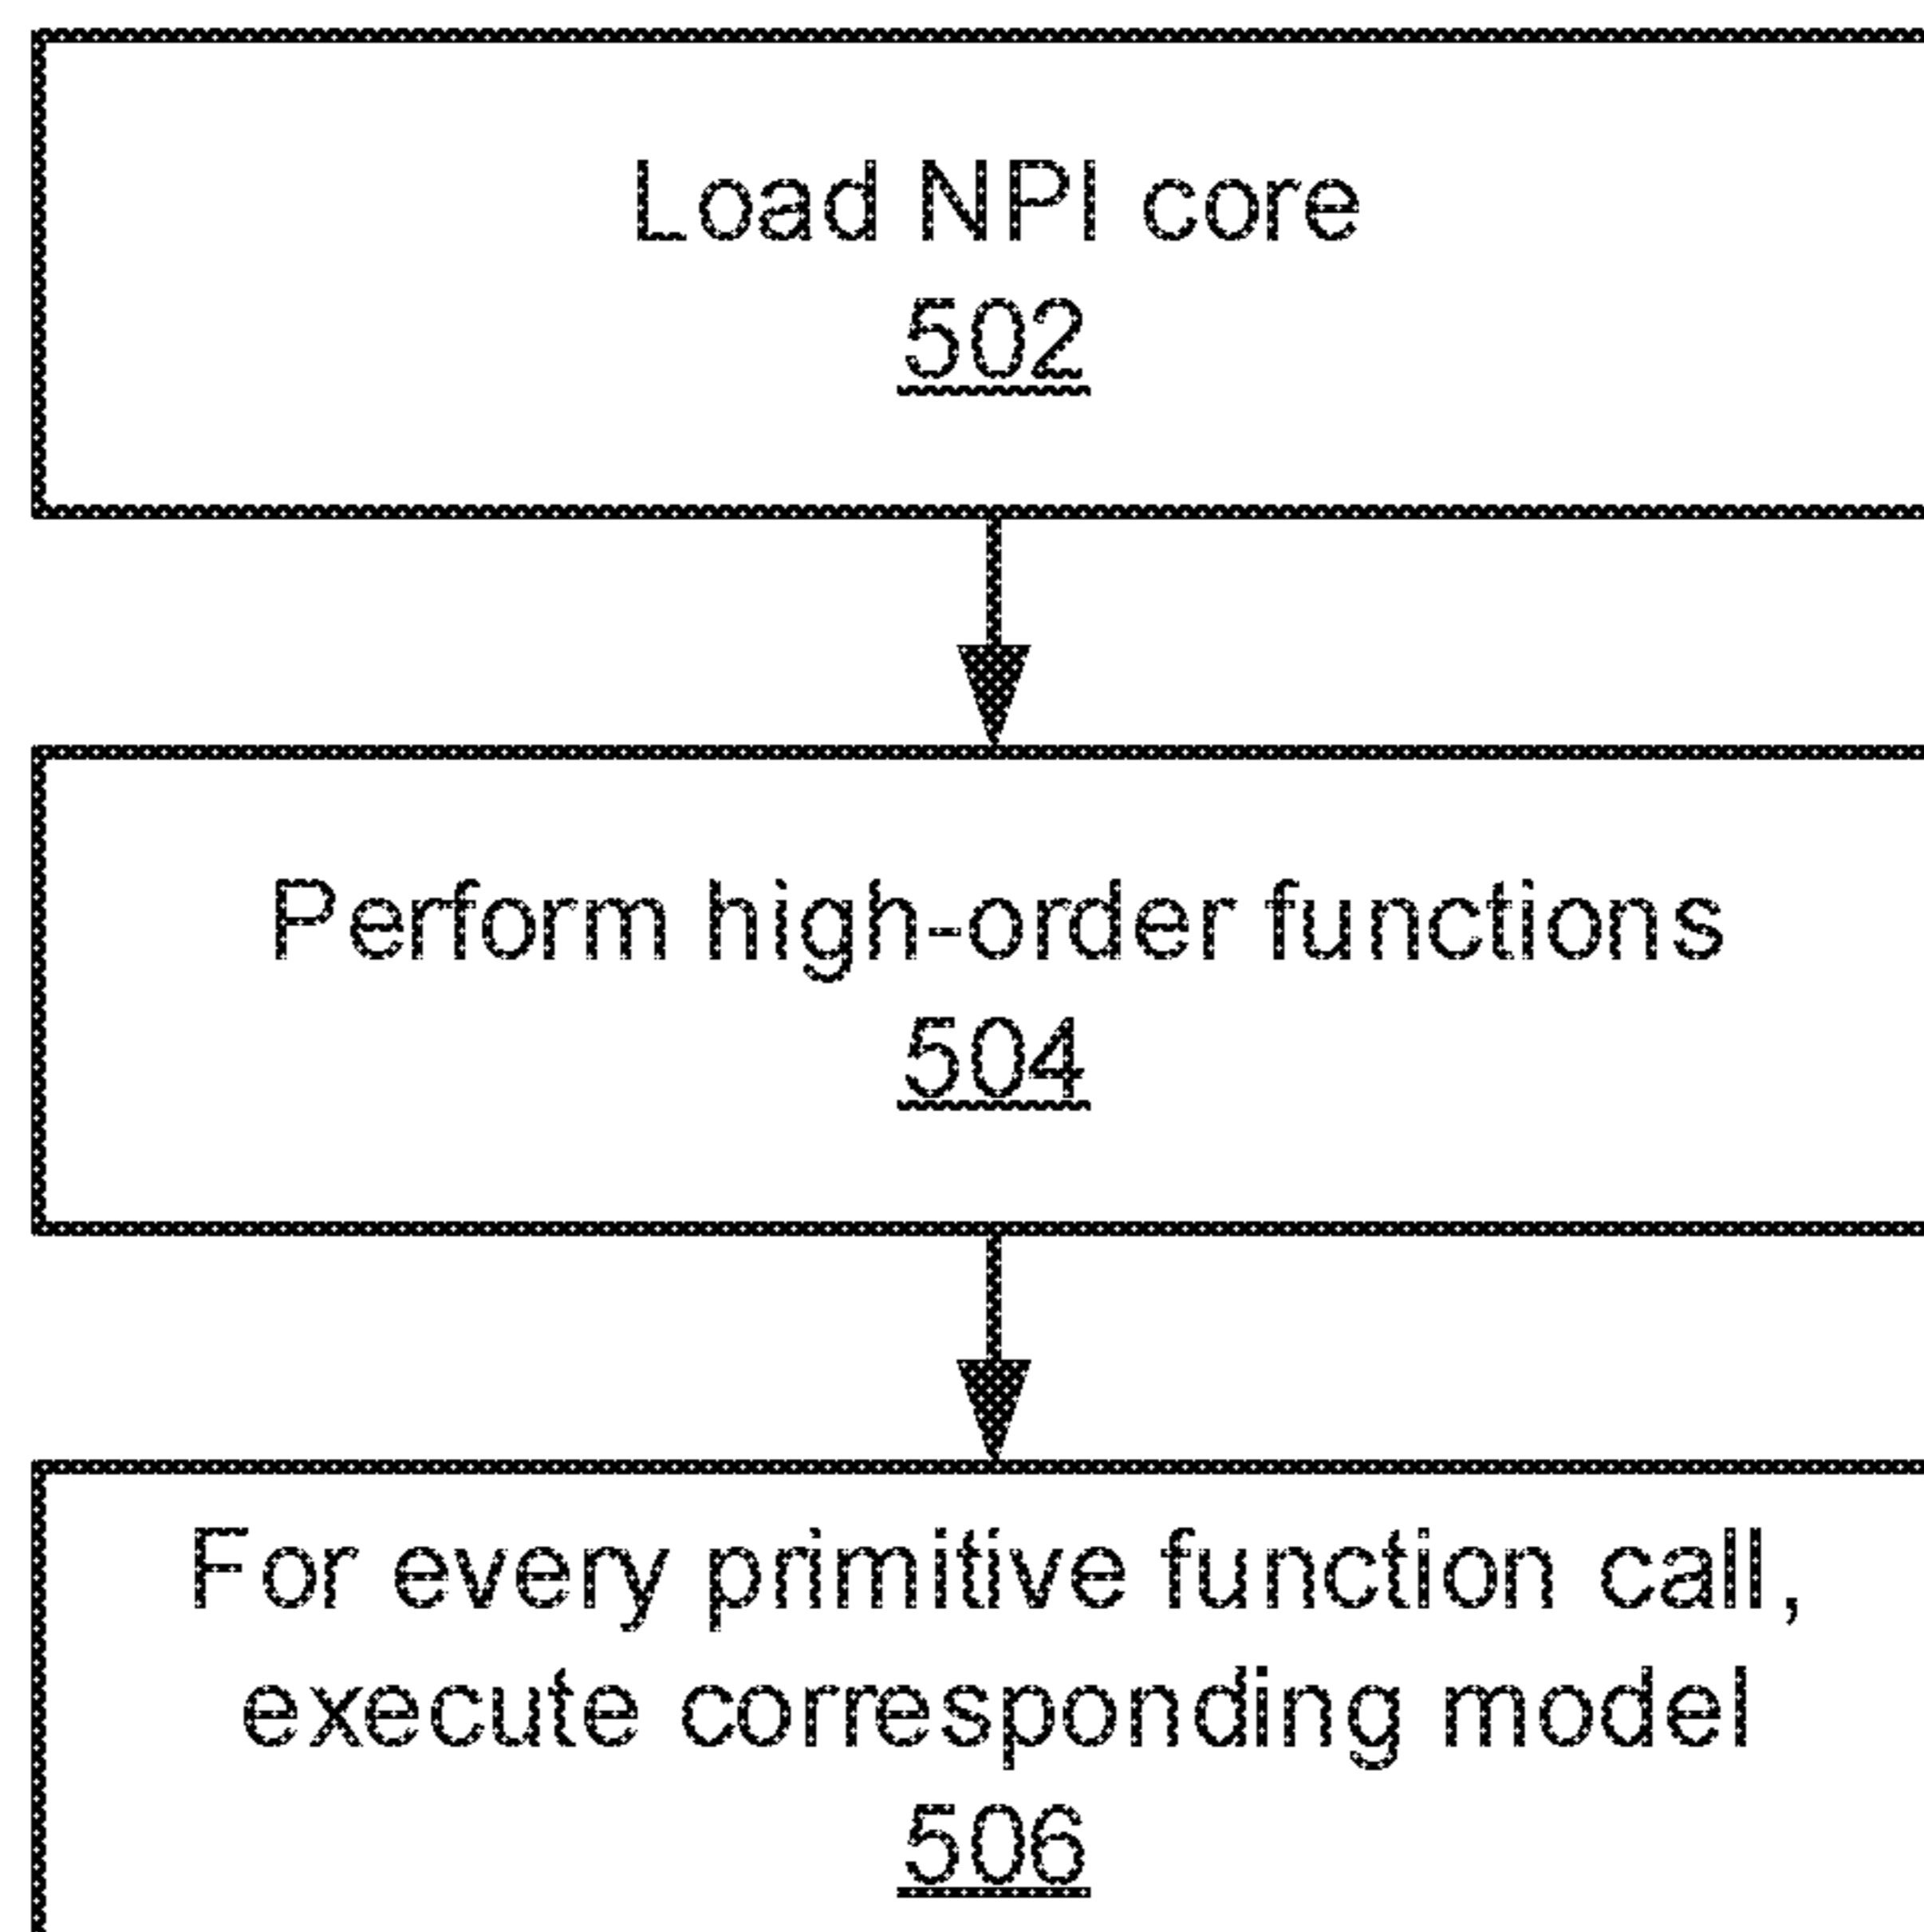 Load NPI core
502
Perform high-order functions
504
For every primitive function call,
execute corresponding model
506